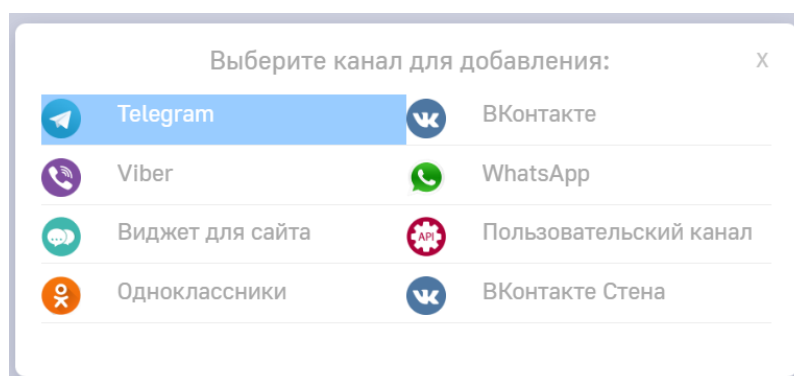 Выберите канал для добавления:
X
Telegram
ВКонтакте
Viber
WhatsApp
Виджет для сайта
API
Пользовательский канал
Одноклассники
ВКонтакте Стена